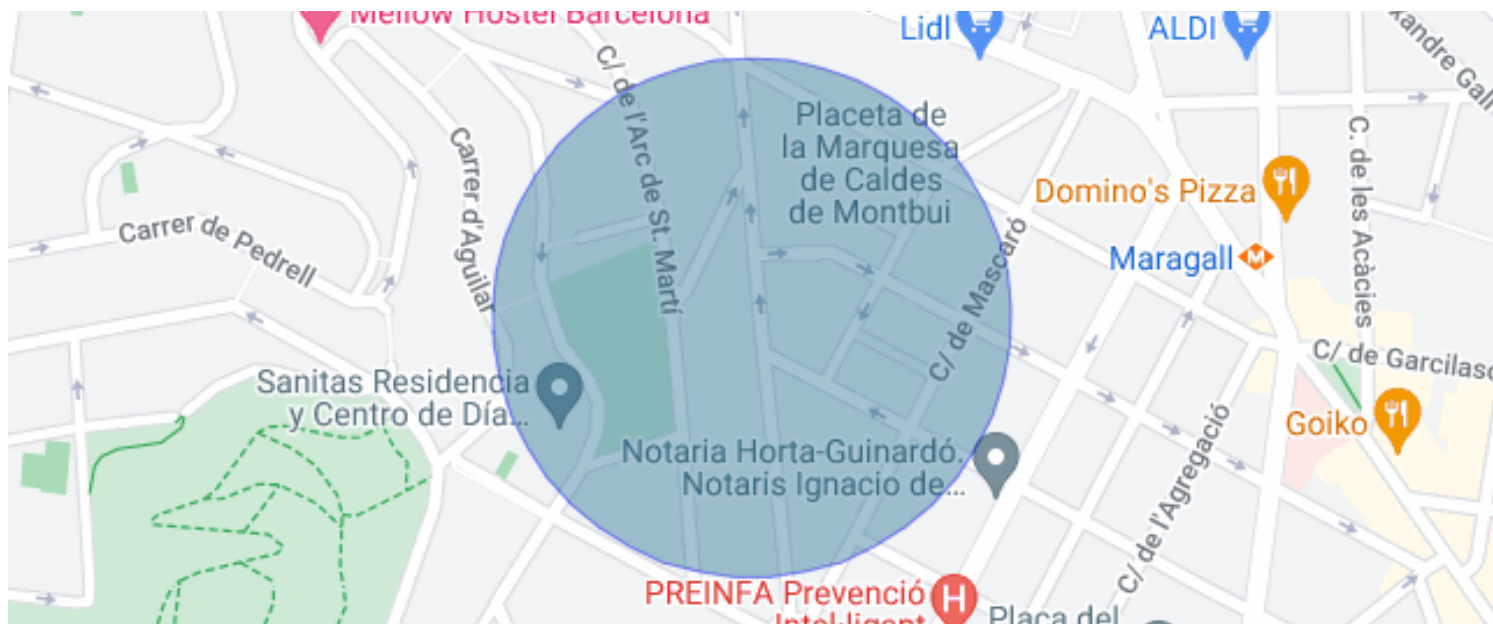 Mellow Hostel Barcelona
Lidl
ALDI
C/ de l'Arc de St. Martí
Placeta de
la Marquesa
de Caldes
de Montbui
Carrer d'Aguilar
Carrer de Pedrell
Domino's Pizza
Maragall
M
C. de les Acàcies
C/ de Mascaró
C/ de Garcilaso
Sanitas Residencia
y Centro de Día...
Goiko
Notaria Horta-Guinardó.
Notaris Ignacio de...
C/ de l'Agregació
PREINFA Prevenció
Intel·ligent
H
Plaça del